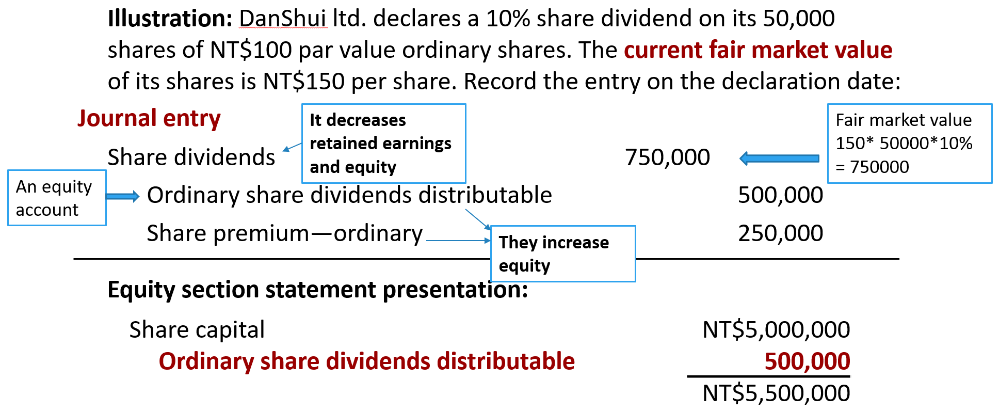 Illustration: DanShui ltd. declares a 10% share dividend on its 50,000
shares of NT$100 par value ordinary shares. The current fair market value
of its shares is NT$150 per share. Record the entry on the declaration date:
Journal entry
It decreases
retained earnings
and equity
Fair market value
150* 50000*10%
= 750000
Share dividends 750,000
An equity
account
Ordinary share dividends distributable 500,000
Share premium—ordinary 250,000
They increase
equity
Equity section statement presentation:
Share capital NT$5,000,000
Ordinary share dividends distributable 500,000
NT$5,500,000